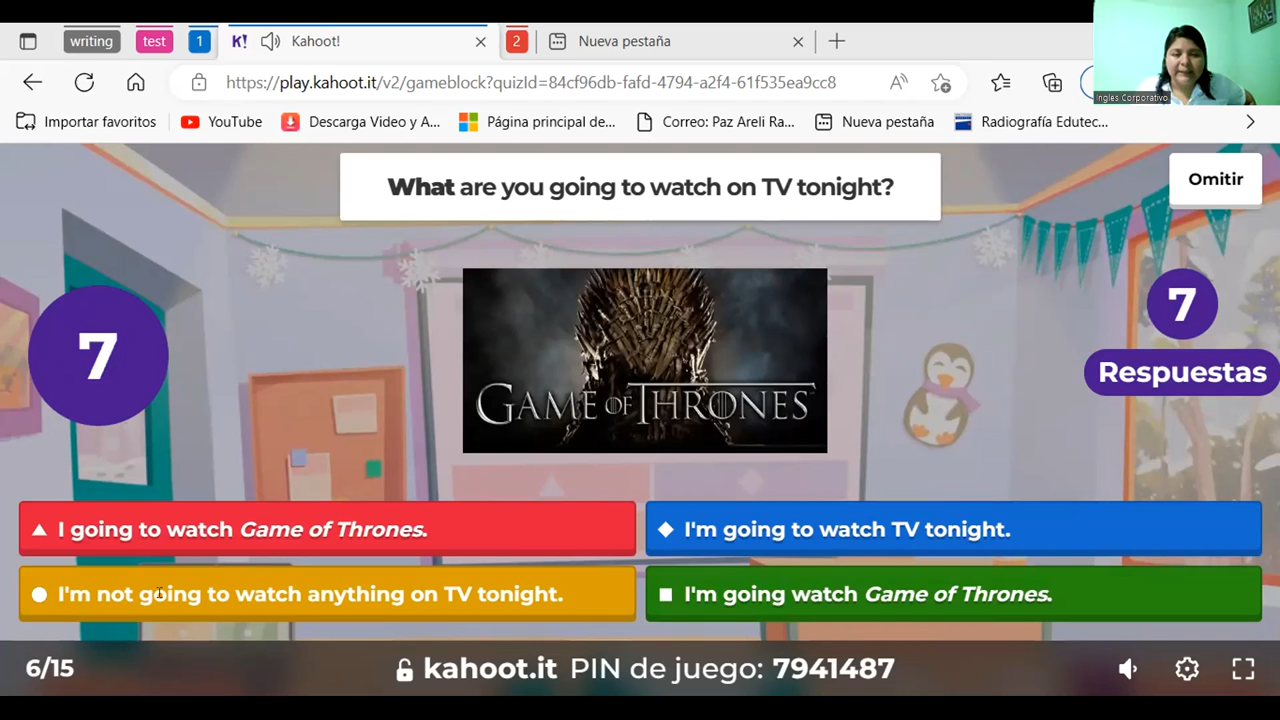 writing
test
1
K!
Kahoot!
2
Nueva pestaña
https://play.kahoot.it/v2/gameblock?quizId=84cf96db-fafd-4794-a2f4-61f535ea9cc8
Ingles Corporativo
Importar favoritos
YouTube
Descarga Video y A...
Página principal de...
Correo: Paz Areli Ra...
Nueva pestaña
Radiografía Edutec...
What are you going to watch on TV tonight?
Omitir
7
GAME OF THRONES
7
Respuestas
I going to watch Game of Thrones.
I'm going to watch TV tonight.
I'm not going to watch anything on TV tonight.
I'm going watch Game of Thrones.
6/15
kahoot.it PIN de juego: 7941487